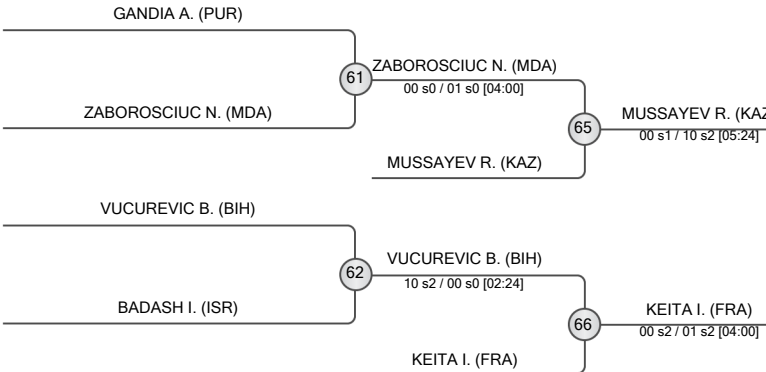 GANDIA A. (PUR)
61
ZABOROSCIUC N. (MDA)
00 s0 / 01 s0 [04:00]
ZABOROSCIUC N. (MDA)
65
MUSSAYEV R. (KAZ
00 s1 / 10 s2 [05:24]
MUSSAYEV R. (KAZ)
VUCUREVIC B. (BIH)
62
VUCUREVIC B. (BIH)
10 s2 / 00 s0 [02:24]
BADASH I. (ISR)
66
KEITA I. (FRA)
00 s2 / 01 s2 [04:00]
KEITA I. (FRA)